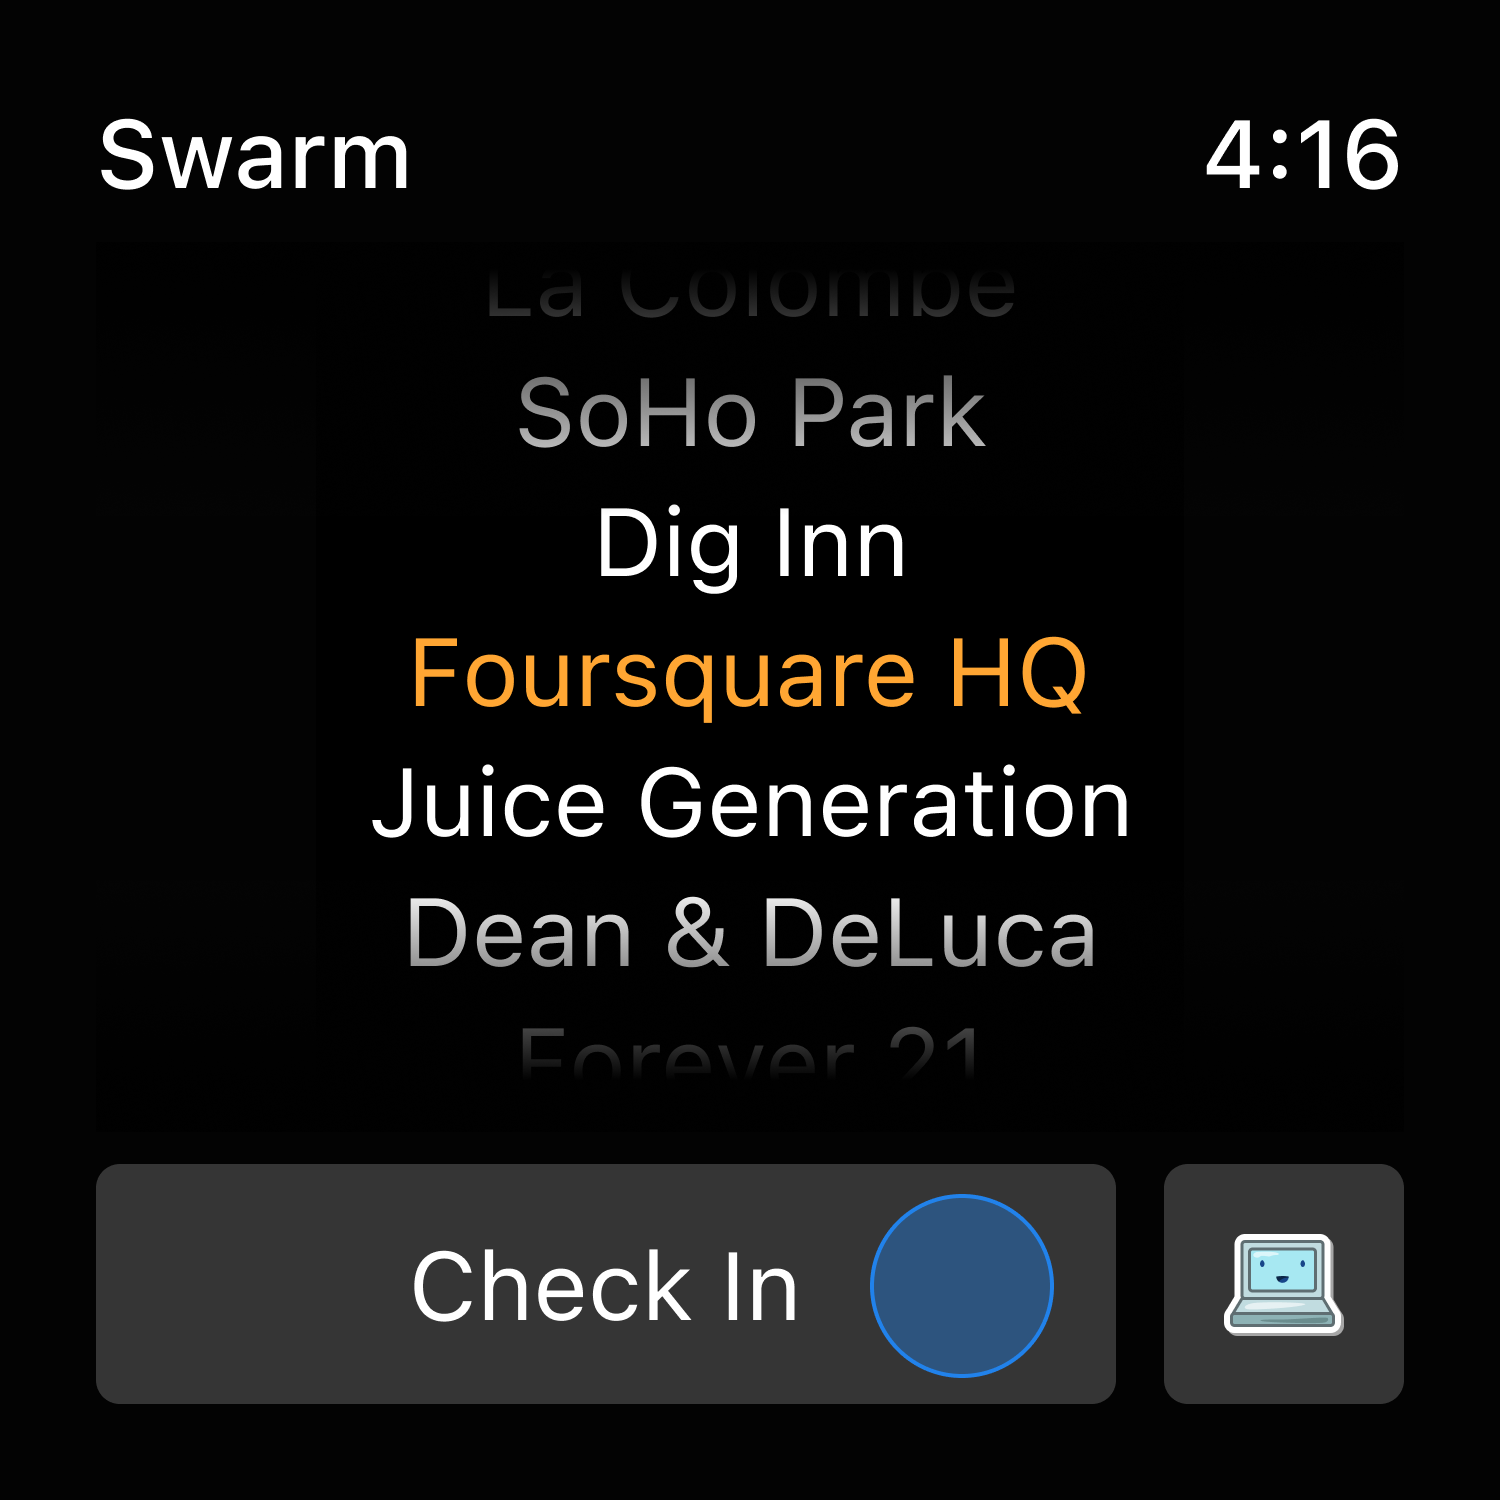 Swarm 4:16
La Colombe
SoHo Park
Dig Inn
Foursquare HQ
Juice Generation
Dean & DeLuca
Forever 21
Check In